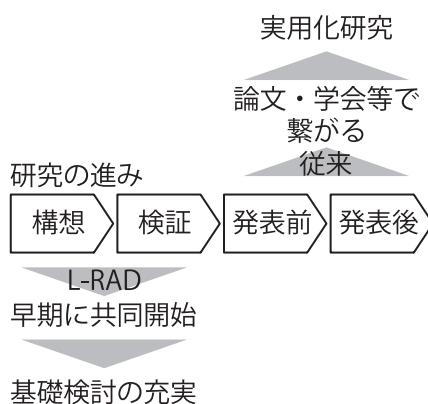 実用化研究
論文・学会等で
繋がる
従来
研究の進み
構想 検証 発表前 発表後
L-RAD
早期に共同開始
基礎検討の充実